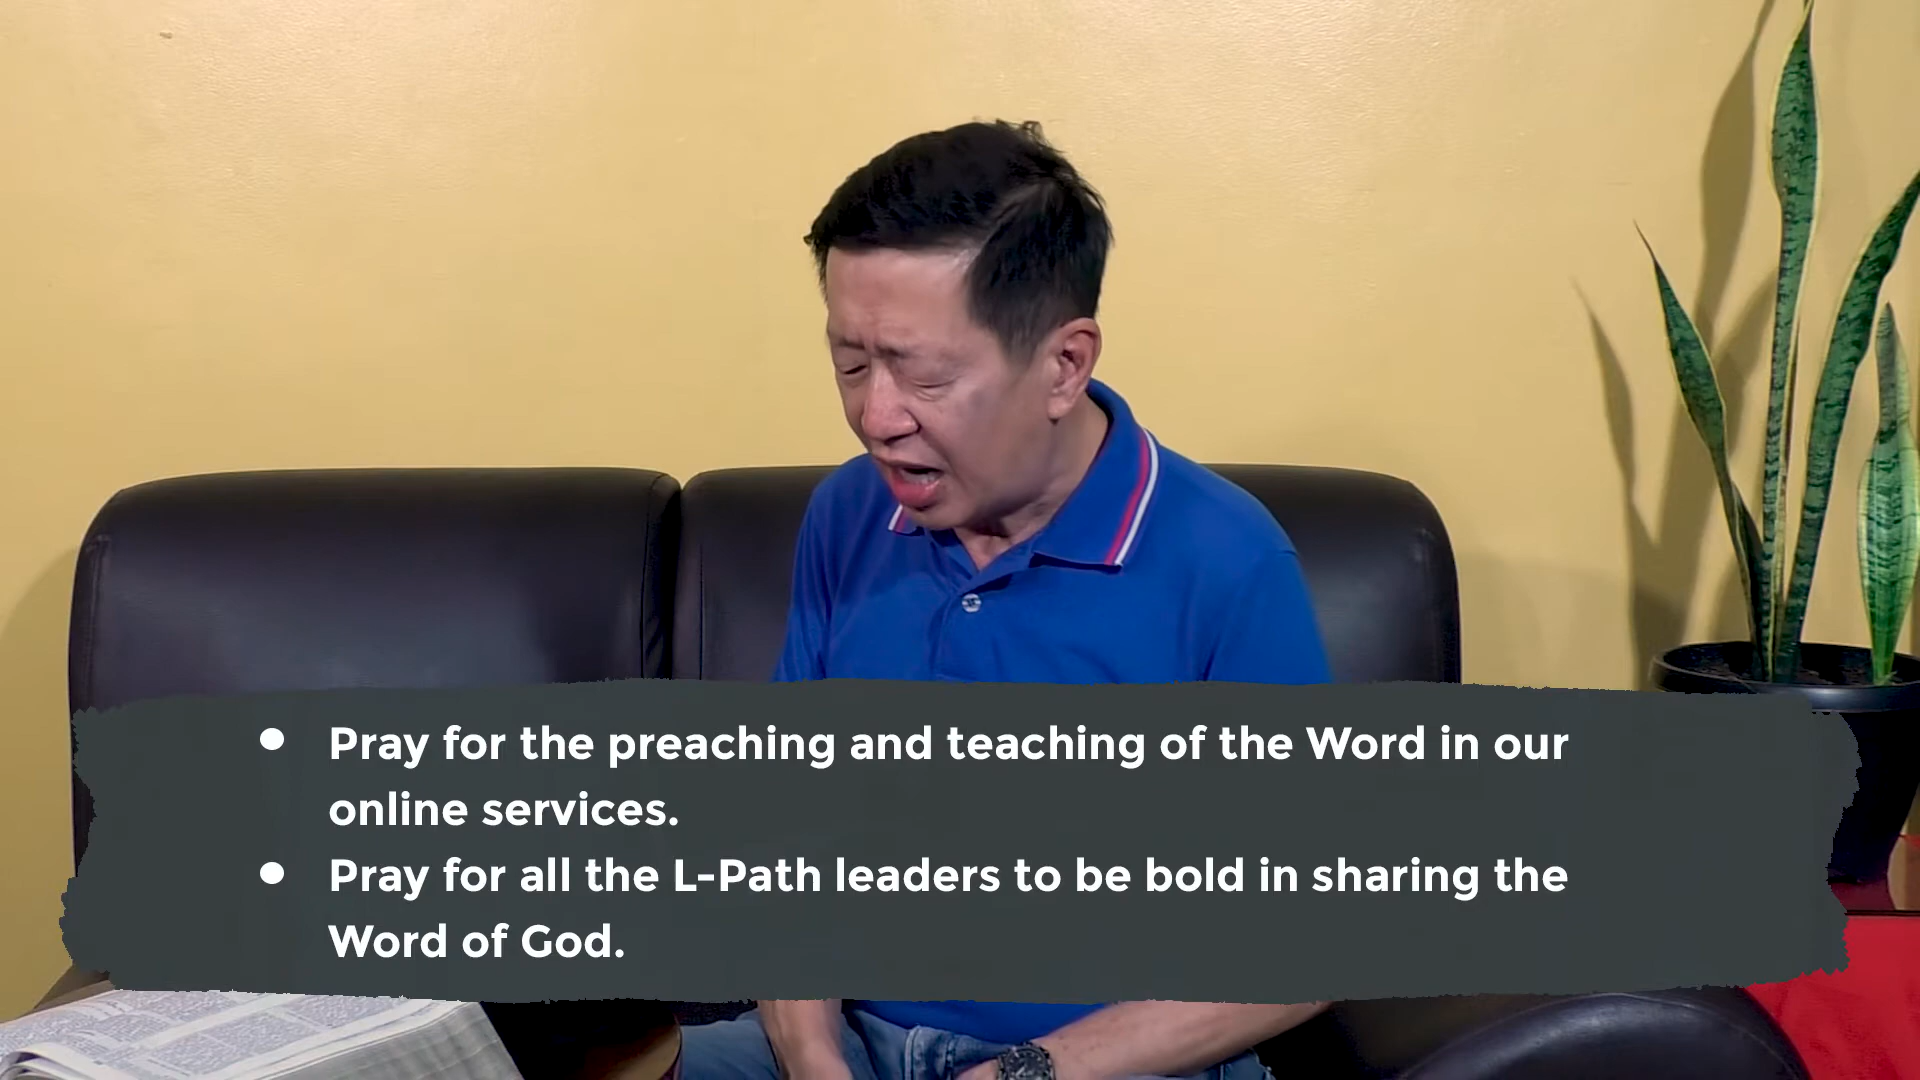 ● Pray for the preaching and teaching of the Word in our
online services.
● Pray for all the L-Path leaders to be bold in sharing the
Word of God.